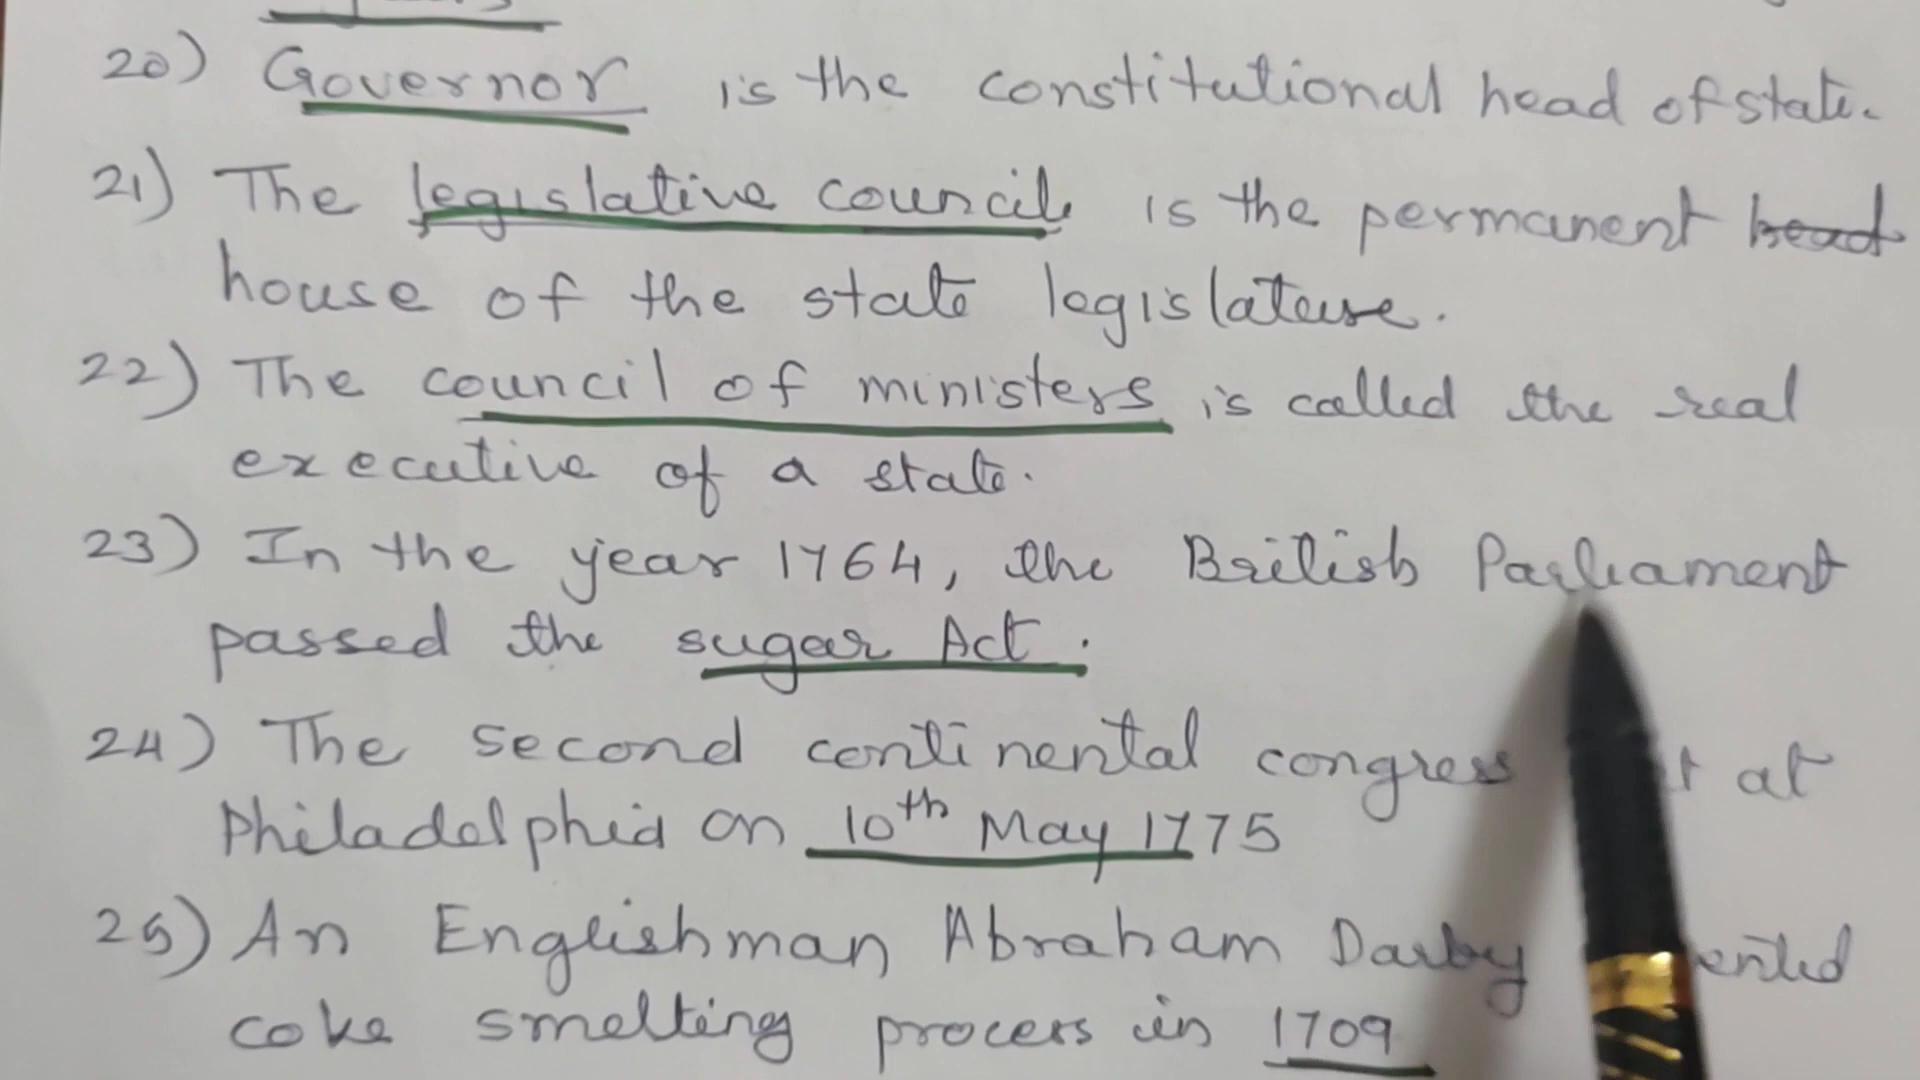 20) Governor is the constitutional head of state.
21) The legislative council is the permanent head
house of the state legislature.
22) The council of ministers is called the real
executive of a state.
23) In the year 1764, the British Parliament
passed the sugar Act.
24) The second continental congress at
Philadelphia on 10th May 1775
25) An Englishman Abraham Darby
coke smelting process in 1709